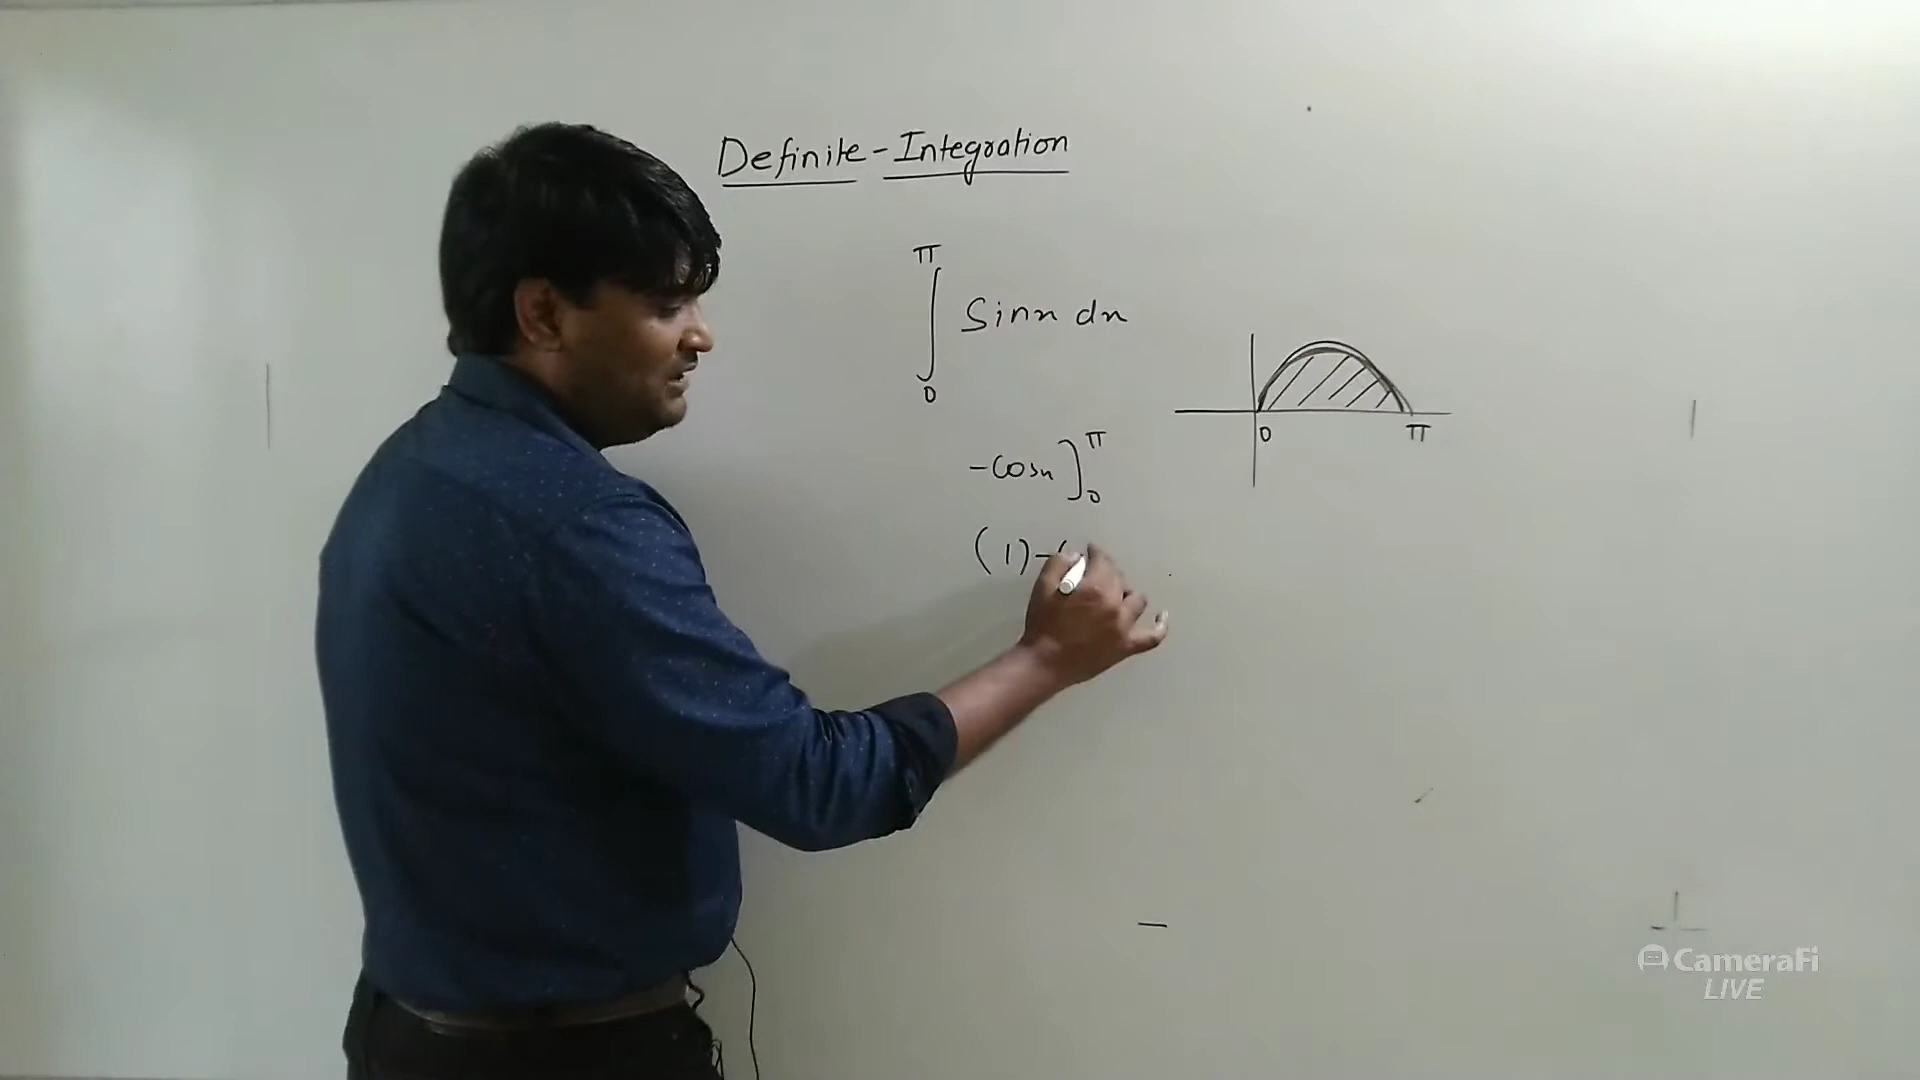 Definite-Integration
π
∫ Sinx dx
0
0 π
-cosx ]
π
0
(1)-(
CameraFi
LIVE